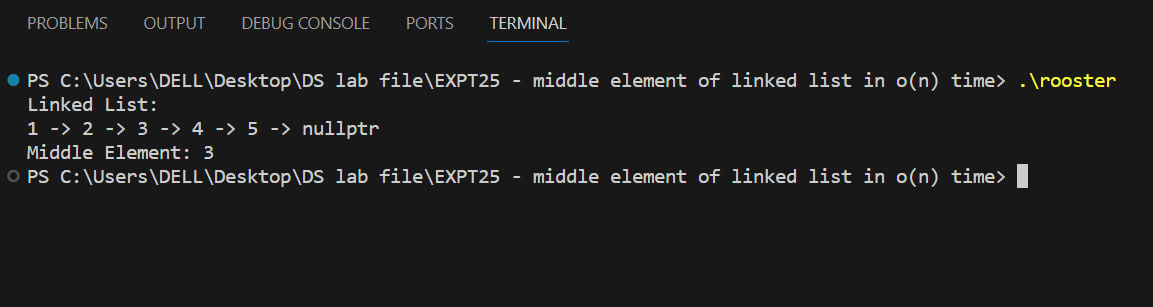 PROBLEMS OUTPUT DEBUG CONSOLE PORTS TERMINAL
PS C:\Users\DELL\Desktop\DS lab file\EXPT25 - middle element of linked list in o(n) time> .\rooster
Linked List:
1 -> 2 -> 3 -> 4 -> 5 -> nullptr
Middle Element: 3
PS C:\Users\DELL\Desktop\DS lab file\EXPT25 - middle element of linked list in o(n) time>